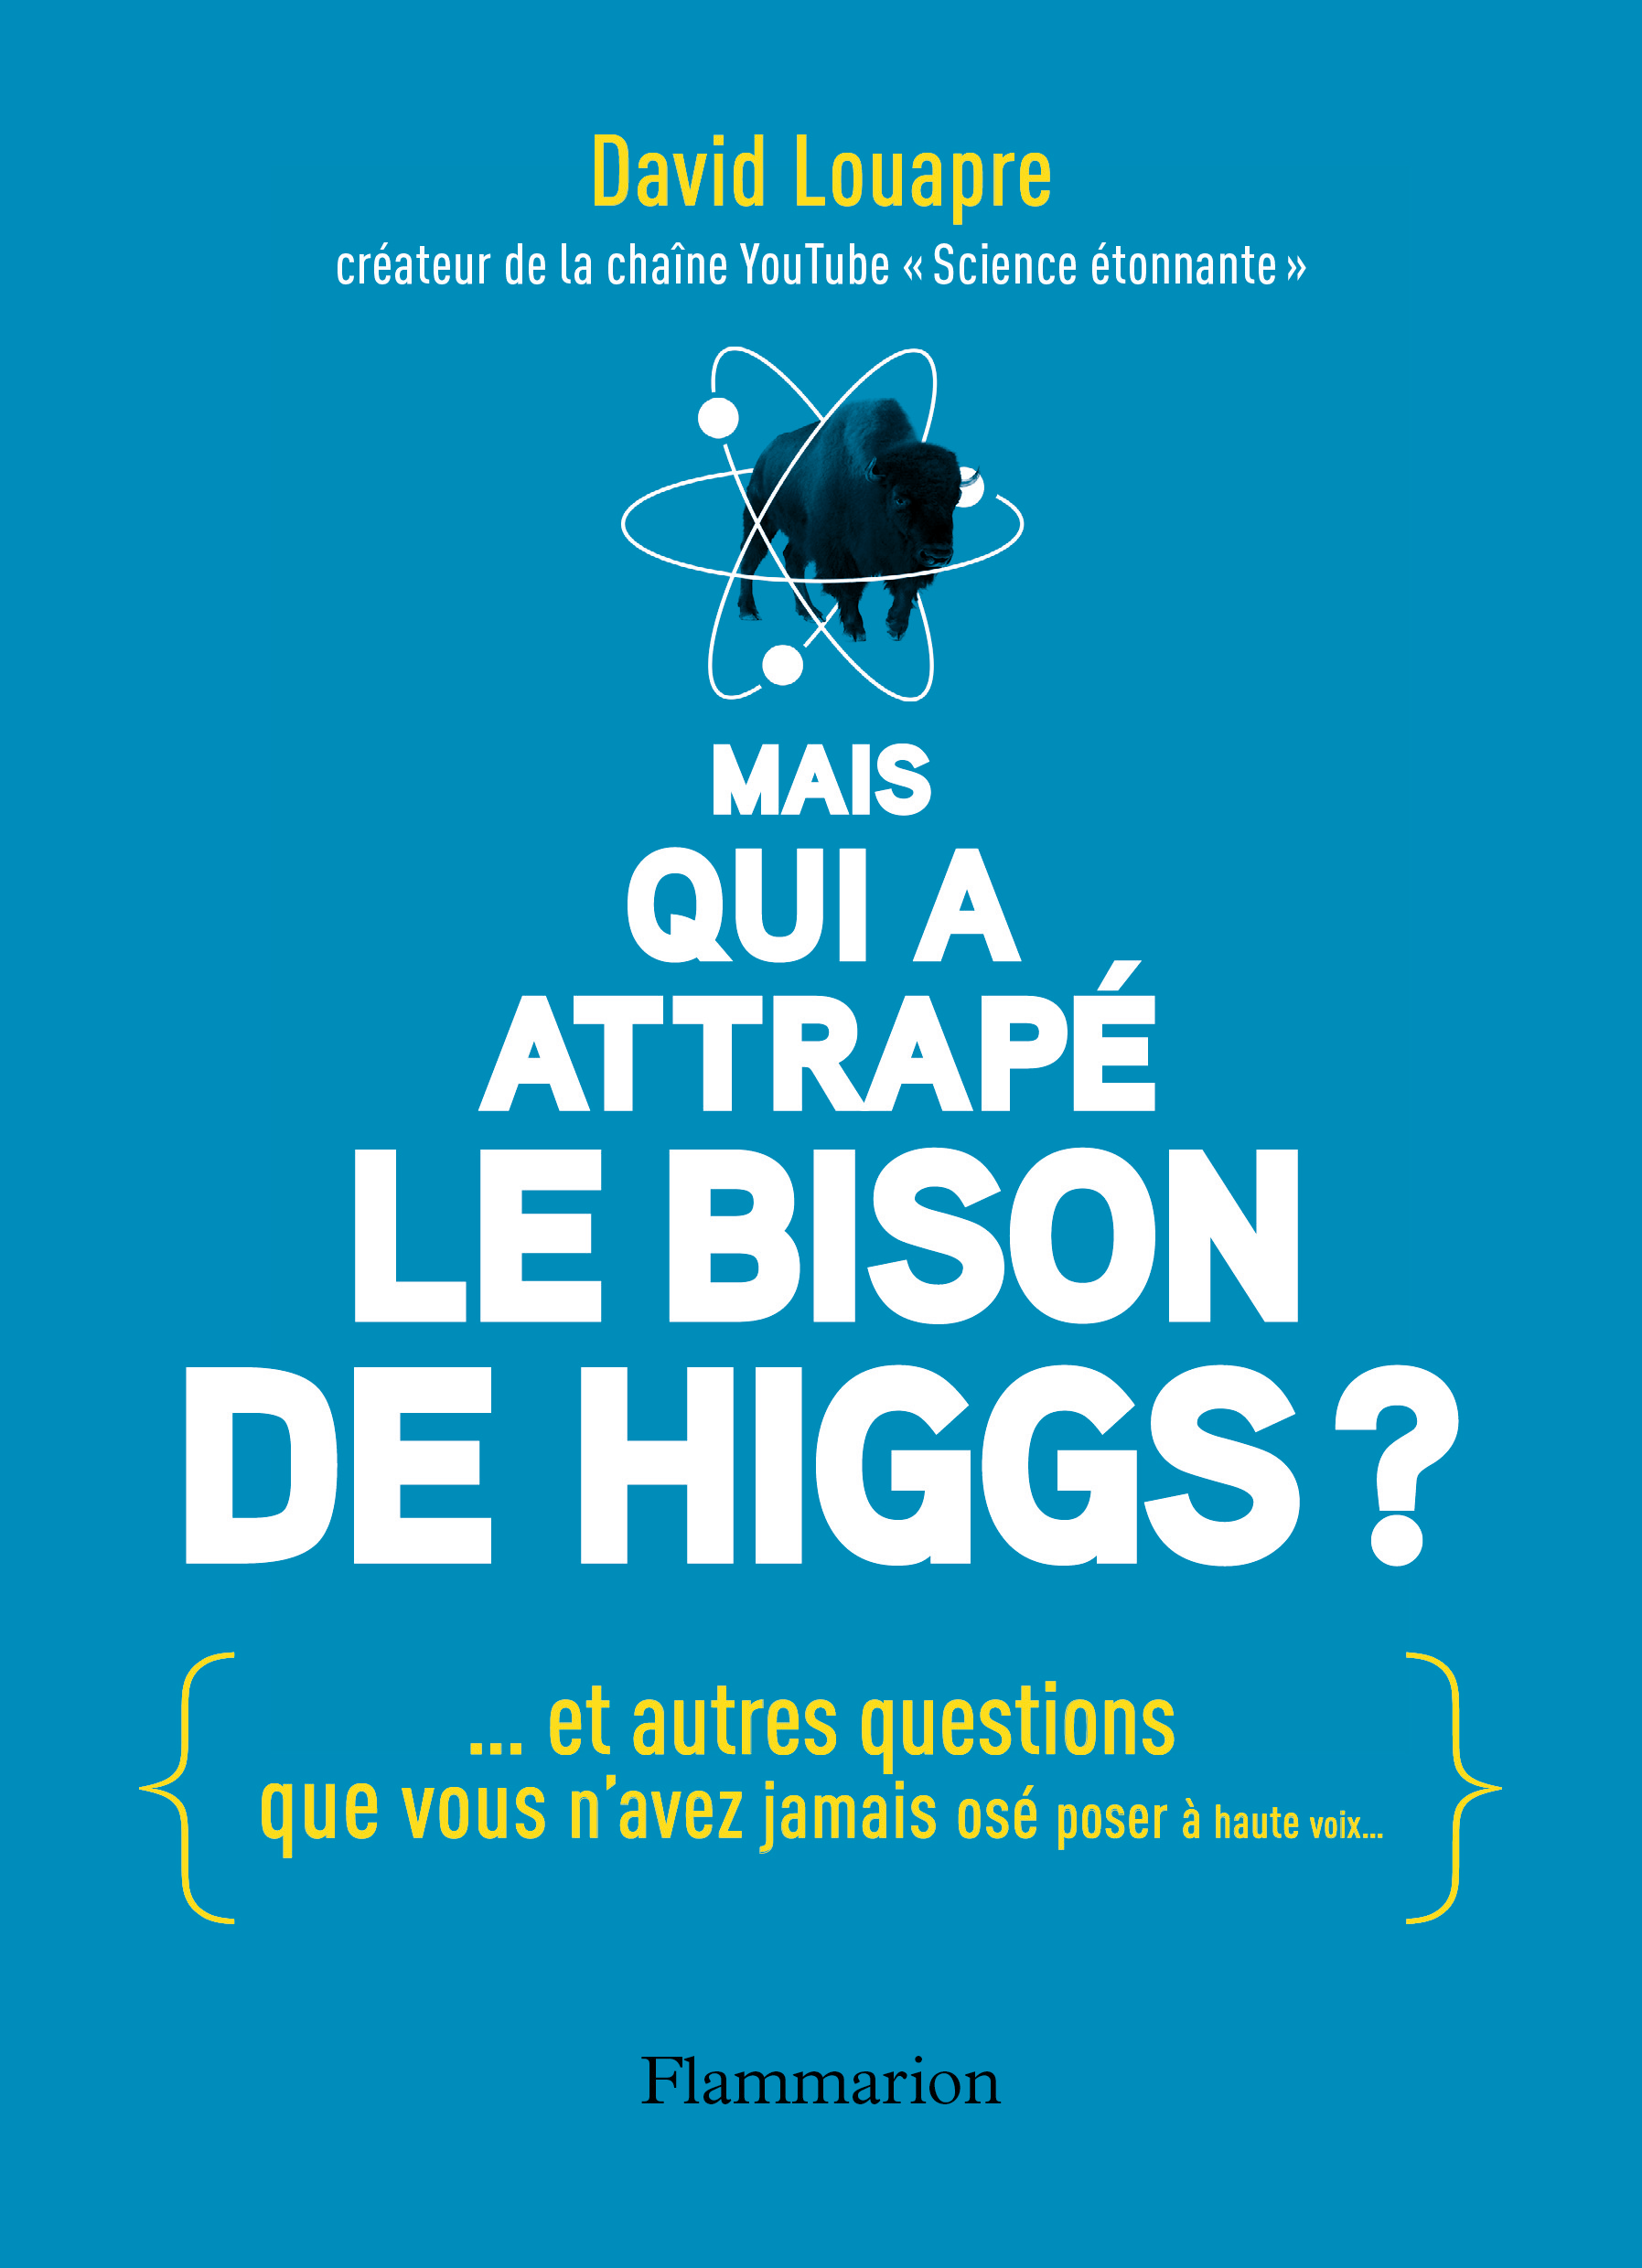 David Louapre
créateur de la chaîne YouTube « Science étonnante »
MAIS
QUI A
ATTRAPÉ
LE BISON
DE HIGGS ?
... et autres questions
que vous n'avez jamais osé poser à haute voix...
Flammarion